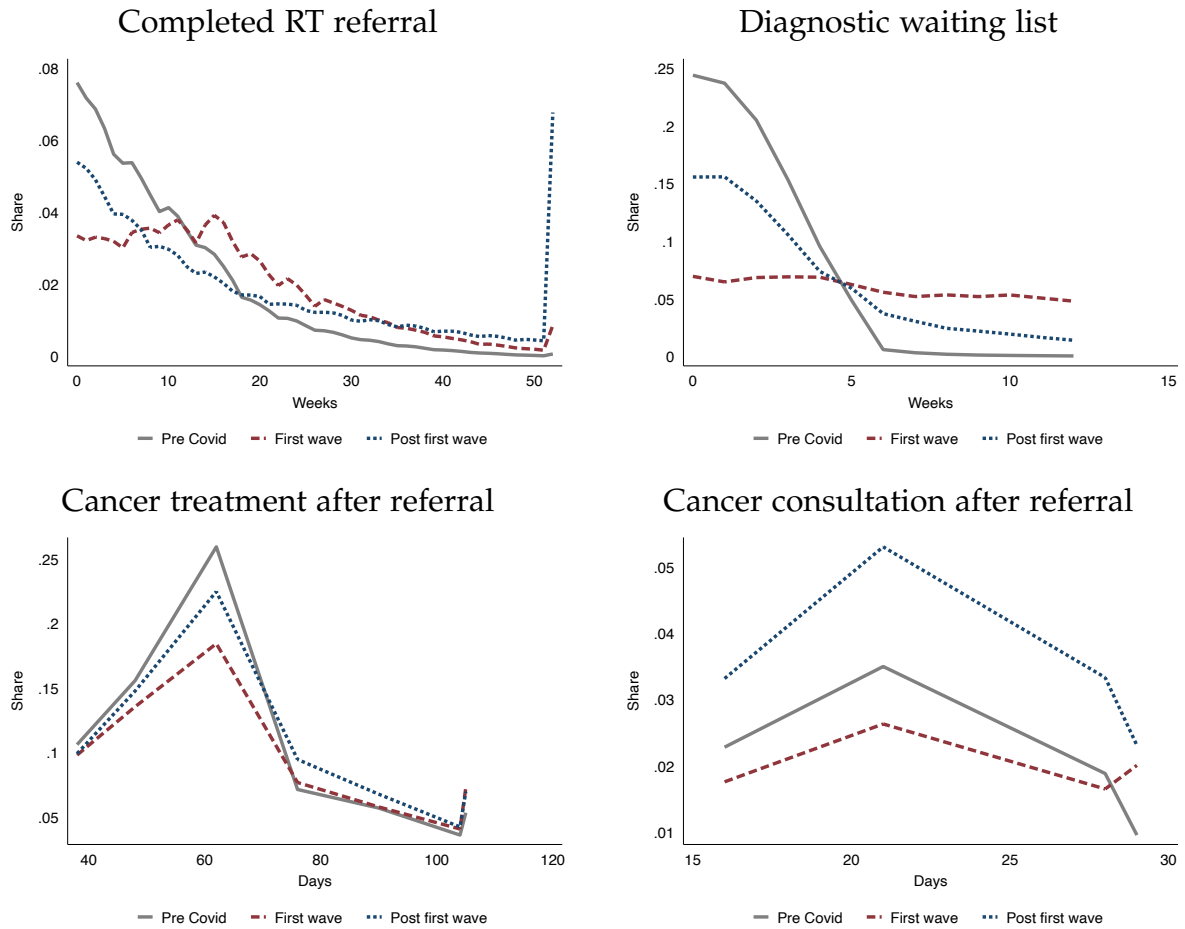 Completed RT referral
.08
.06
.04
.02
0
Share
0 10 20 30 40 50
Weeks
Pre Covid First wave Post first wave
Diagnostic waiting list
.25
.2
.15
.1
.05
0
Share
0 5 10 15
Weeks
Pre Covid First wave Post first wave
Cancer treatment after referral
.25
.2
.15
.1
.05
Share
40 60 80 100 120
Days
Pre Covid First wave Post first wave
Cancer consultation after referral
.05
.04
.03
.02
.01
Share
15 20 25 30
Days
Pre Covid First wave Post first wave